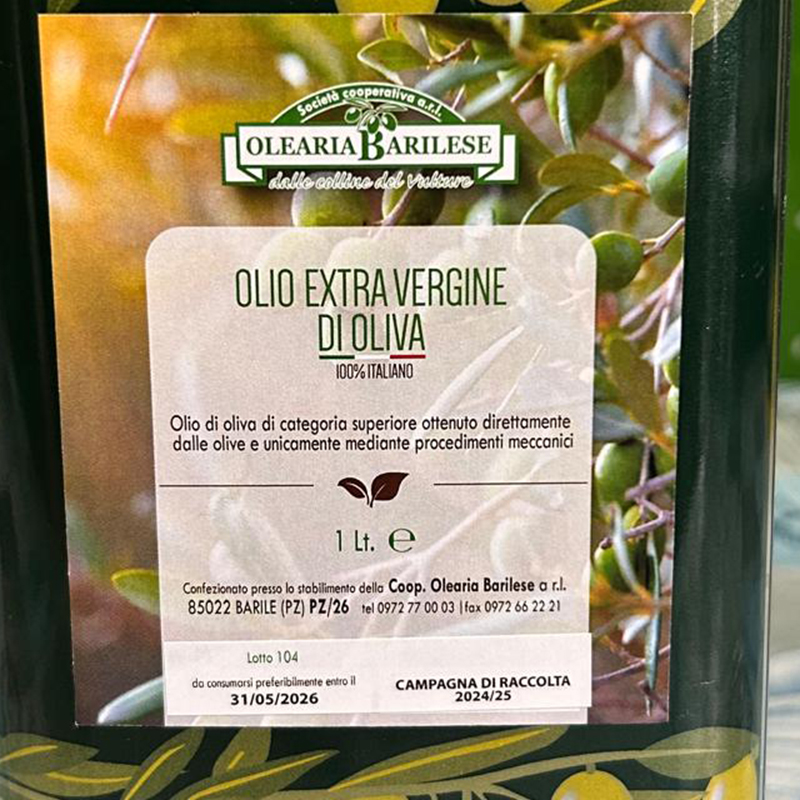 Società cooperativa a.r.l.
OLEARIA BARILESE
dalle colline del Vulture
OLIO EXTRA VERGINE
DI OLIVA
100% ITALIANO
Olio di oliva di categoria superiore ottenuto direttamente
dalle olive e unicamente mediante procedimenti meccanici
1 Lt. ℮
Confezionato presso lo stabilimento della Coop. Olearia Barilese a r.l.
85022 BARILE (PZ) PZ/26 tel 0972 77 00 03 | fax 0972 66 22 21
Lotto 104
da consumarsi preferibilmente entro il
31/05/2026
CAMPAGNA DI RACCOLTA
2024/25